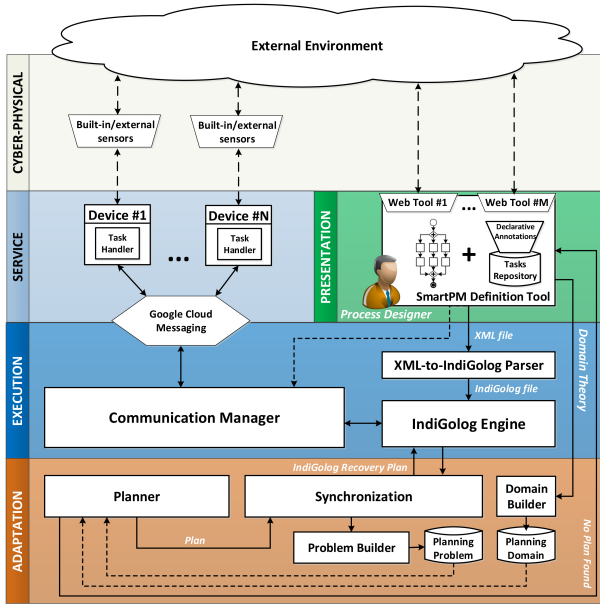 External Environment
CYBER-PHYSICAL
Built-in/external
sensors
Built-in/external
sensors
SERVICE
Device #1
Task
Handler
...
Device #N
Task
Handler
Google Cloud
Messaging
PRESENTATION
Web Tool #1
...
Web Tool #M
+
Declarative
Annotations
Tasks
Repository
SmartPM Definition Tool
Process Designer
EXECUTION
XML file
XML-to-IndiGolog Parser
IndiGolog file
Communication Manager
IndiGolog Engine
Domain Theory
ADAPTATION
IndiGolog Recovery Plan
Planner
Synchronization
Domain
Builder
Plan
Problem Builder
Planning
Problem
Planning
Domain
No Plan Found